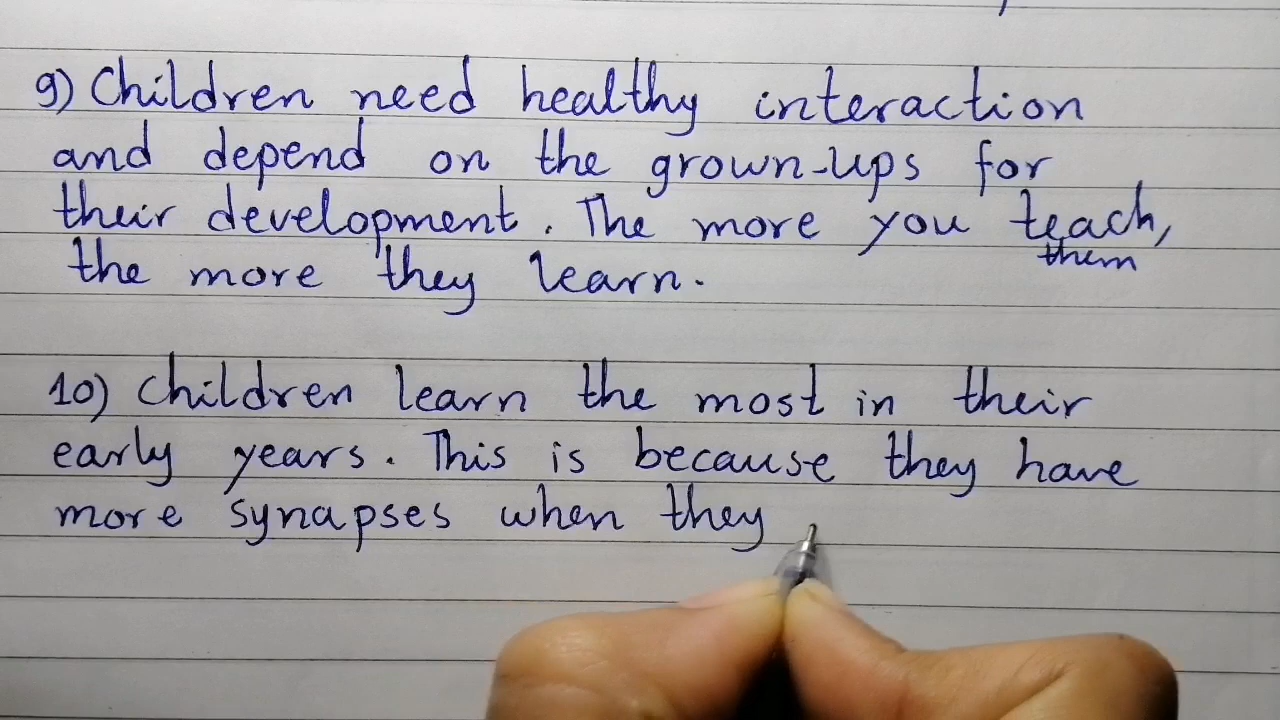 9) Children need healthy interaction
and depend on the grown-ups for
their development. The more you teach,
them
the more they learn.
10) Children learn the most in their
early years. This is because they have
more synapses when they